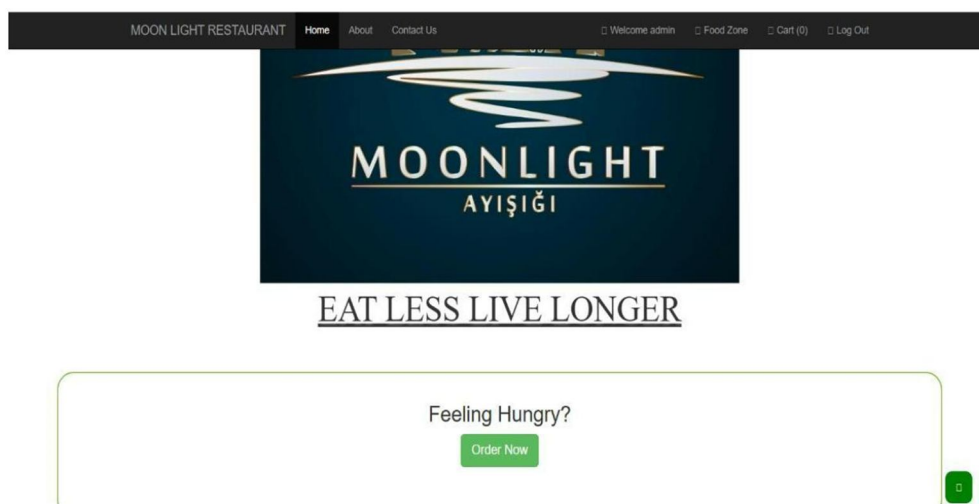 MOON LIGHT RESTAURANT Home About Contact Us Welcome admin Food Zone Cart (0) Log Out
MOONLIGHT
AYIŞIĞI
EAT LESS LIVE LONGER
Feeling Hungry?
Order Now